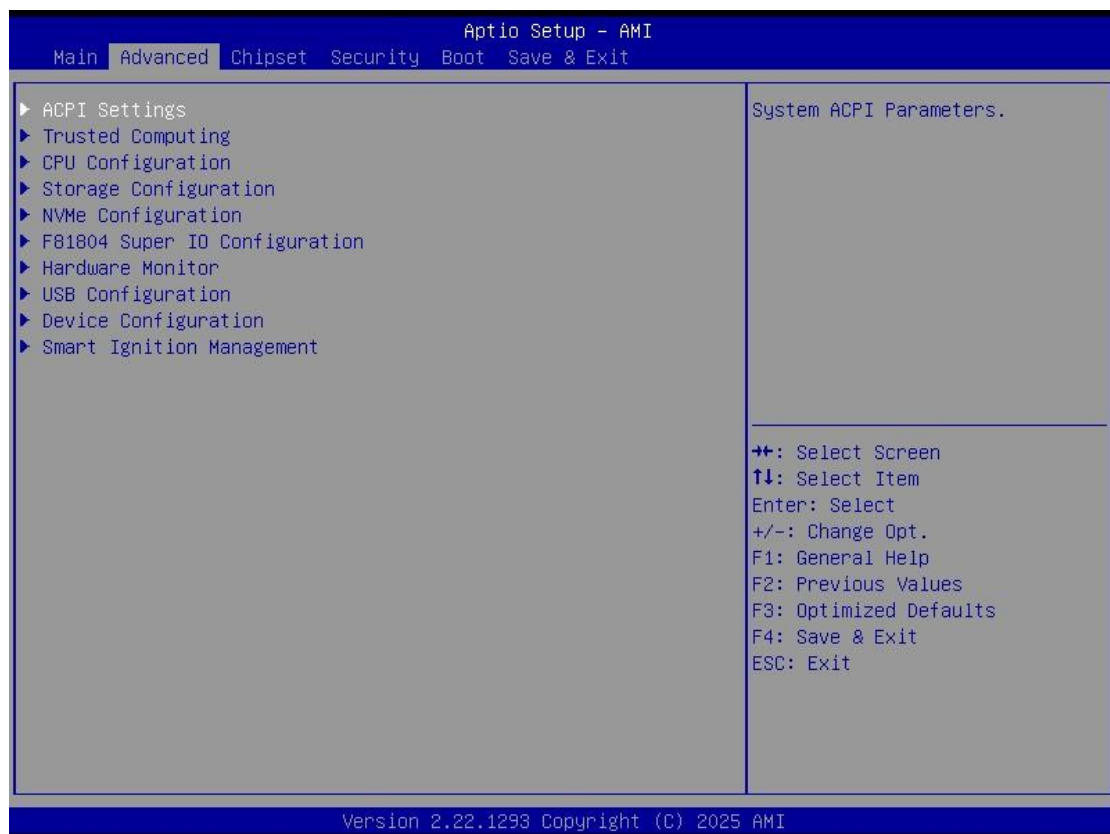 Aptio Setup – AMI
Main Advanced Chipset Security Boot Save & Exit
▶ ACPI Settings
▶ Trusted Computing
▶ CPU Configuration
▶ Storage Configuration
▶ NVMe Configuration
▶ F81804 Super IO Configuration
▶ Hardware Monitor
▶ USB Configuration
▶ Device Configuration
▶ Smart Ignition Management
System ACPI Parameters.
→←: Select Screen
↑↓: Select Item
Enter: Select
+/-: Change Opt.
F1: General Help
F2: Previous Values
F3: Optimized Defaults
F4: Save & Exit
ESC: Exit
Version 2.22.1293 Copyright (C) 2025 AMI